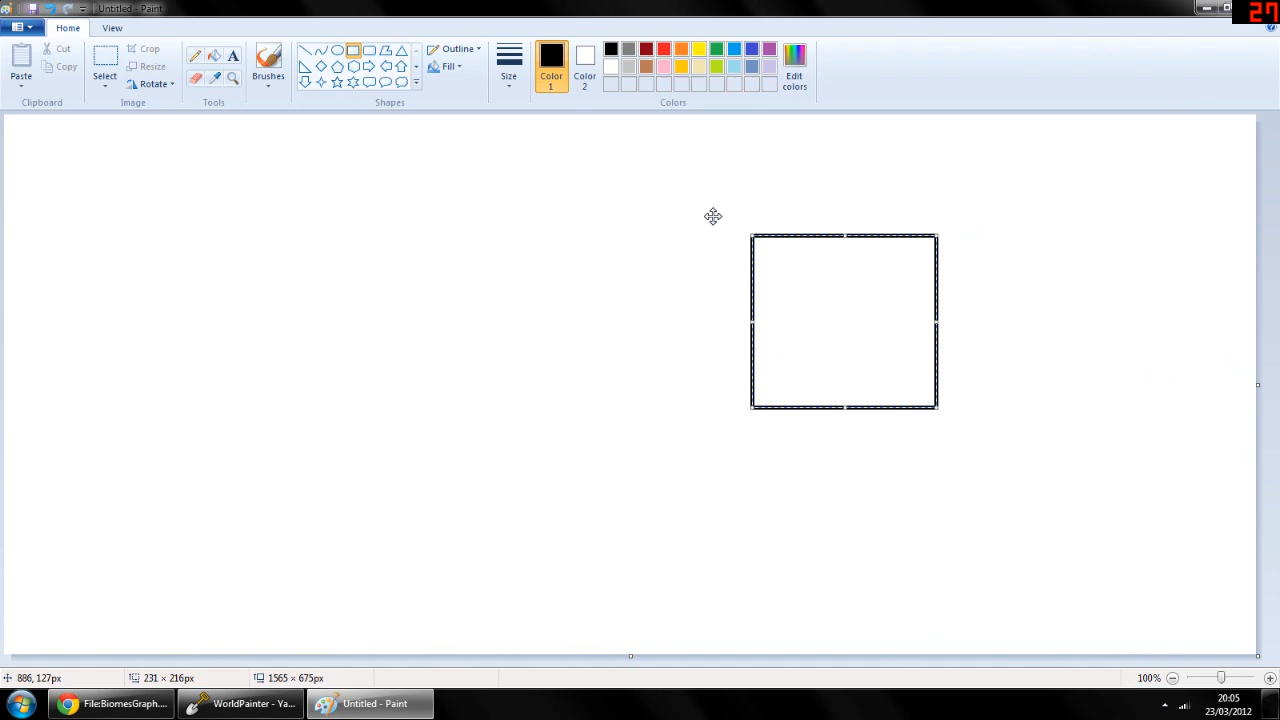 Untitled - Paint
27
Home
View
Paste
Cut
Copy
Clipboard
Select
Crop
Resize
Rotate
Image
Tools
Brushes
Shapes
Outline
Fill
Size
Color 1
Color 2
Edit colors
Colors
886, 127px
231 × 216px
1565 × 675px
100%
File:BiomesGraph....
WorldPainter - Ya...
Untitled - Paint
20:05
23/03/2012